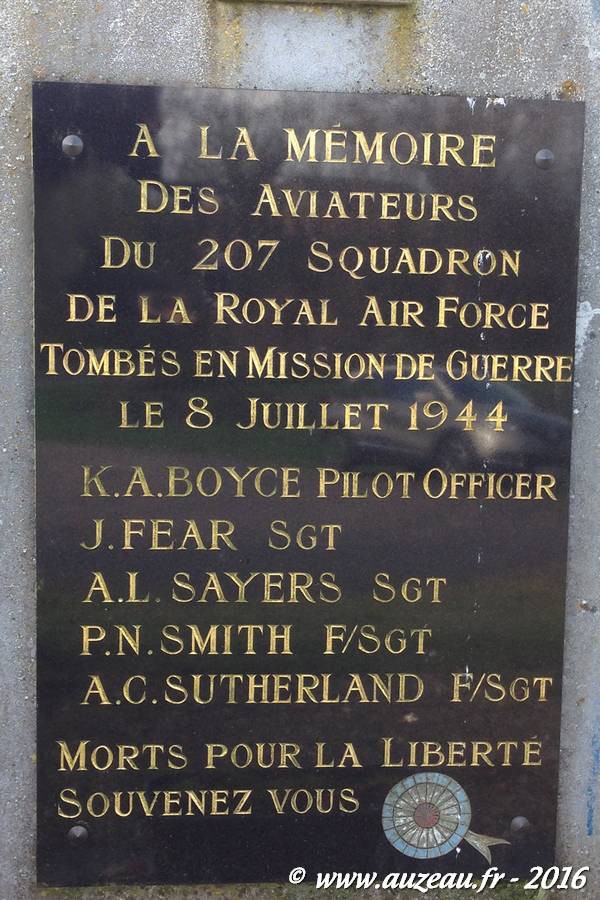 A LA MÉMOIRE
DES AVIATEURS
DU 207 SQUADRON
DE LA ROYAL AIR FORCE
TOMBÉS EN MISSION DE GUERRE
LE 8 JUILLET 1944
K.A.BOYCE PILOT OFFICER
J.FEAR SGT
A.L.SAYERS SGT
P.N.SMITH F/SGT
A.C.SUTHERLAND F/SGT
MORTS POUR LA LIBERTÉ
SOUVENEZ VOUS
© www.auzeau.fr - 2016